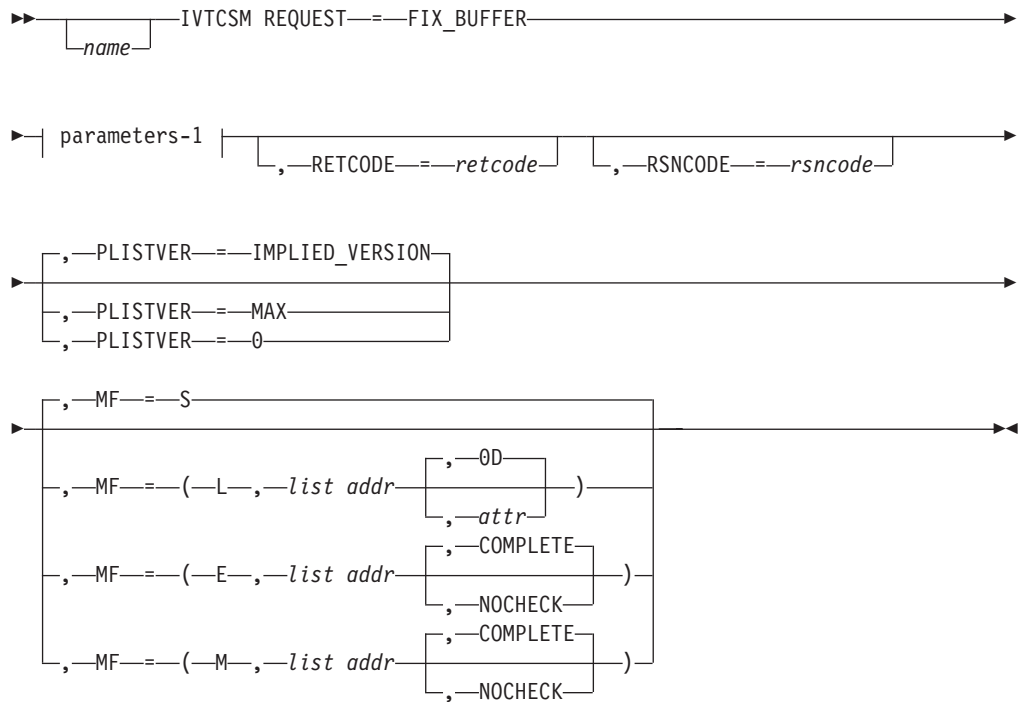 IVTCSM REQUEST = FIX_BUFFER
name
parameters-1
, RETCODE = retcode , RSNCODE = rsncode
, PLISTVER = IMPLIED_VERSION
, PLISTVER = MAX
, PLISTVER = 0
, MF = S
, 0D
, MF = ( L , list addr )
, attr
, COMPLETE
, MF = ( E , list addr )
, NOCHECK
, COMPLETE
, MF = ( M , list addr )
, NOCHECK